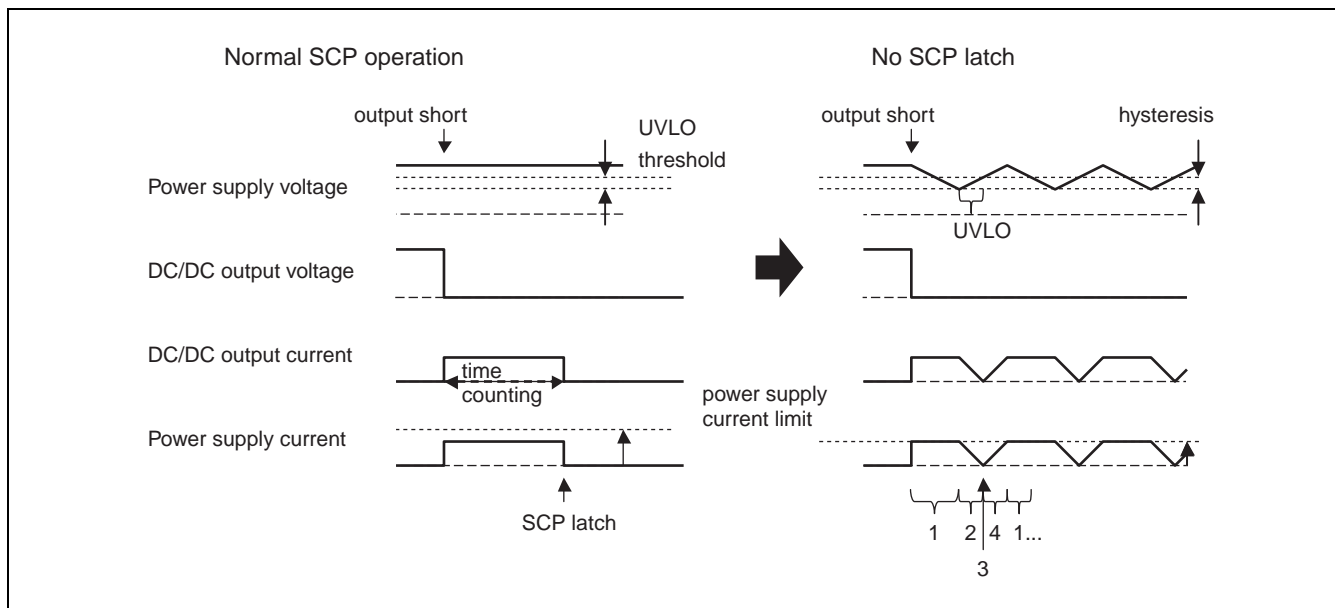 Normal SCP operation
No SCP latch
output short
UVLO
threshold
output short
hysteresis
Power supply voltage
UVLO
DC/DC output voltage
DC/DC output current
time
counting
power supply
current limit
Power supply current
SCP latch
1
2
4
1...
3